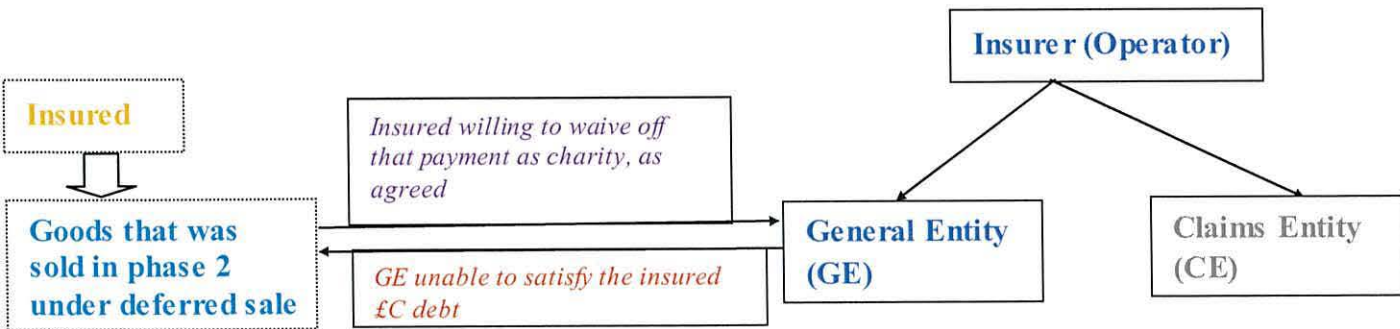 Insurer (Operator)
Insured
Insured willing to waive off
that payment as charity, as
agreed
Goods that was
sold in phase 2
under deferred sale
GE unable to satisfy the insured
£C debt
General Entity
(GE)
Claims Entity
(CE)